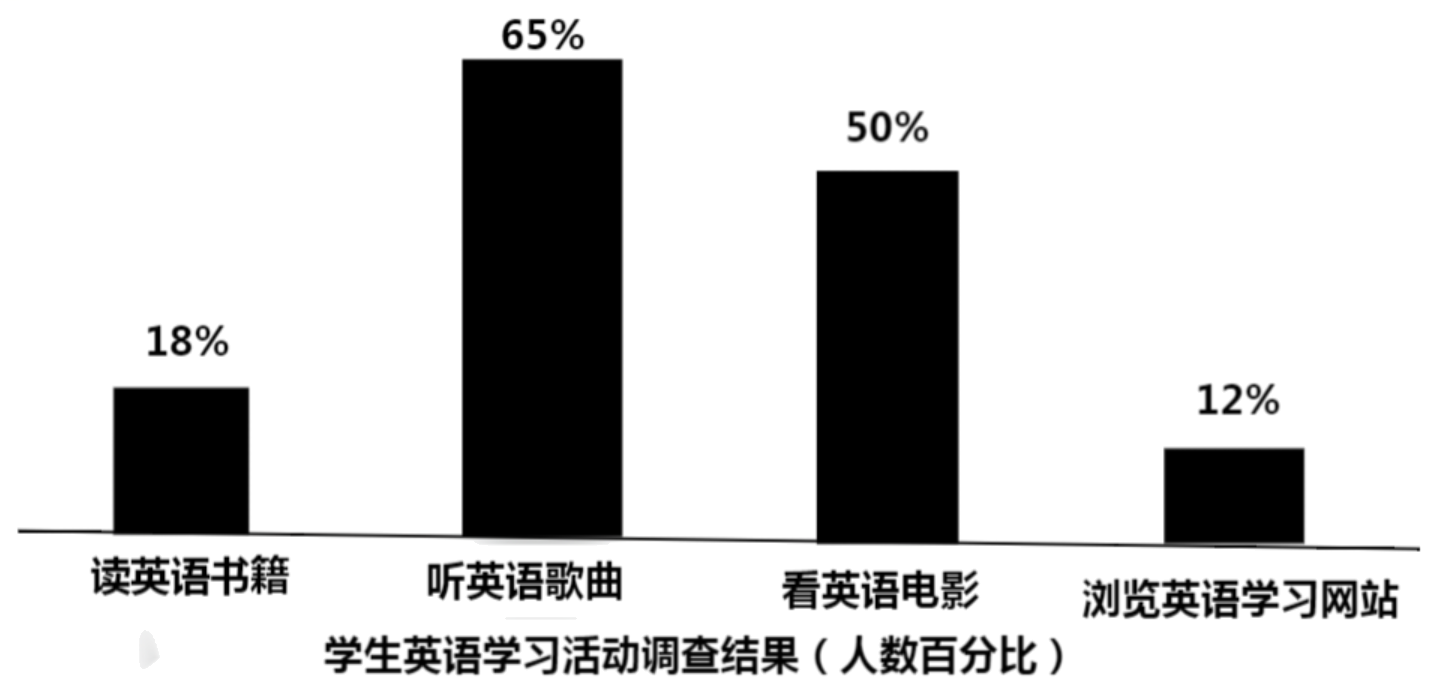 65%
50%
18%
12%
读英语书籍
听英语歌曲
看英语电影
浏览英语学习网站
学生英语学习活动调查结果（人数百分比）